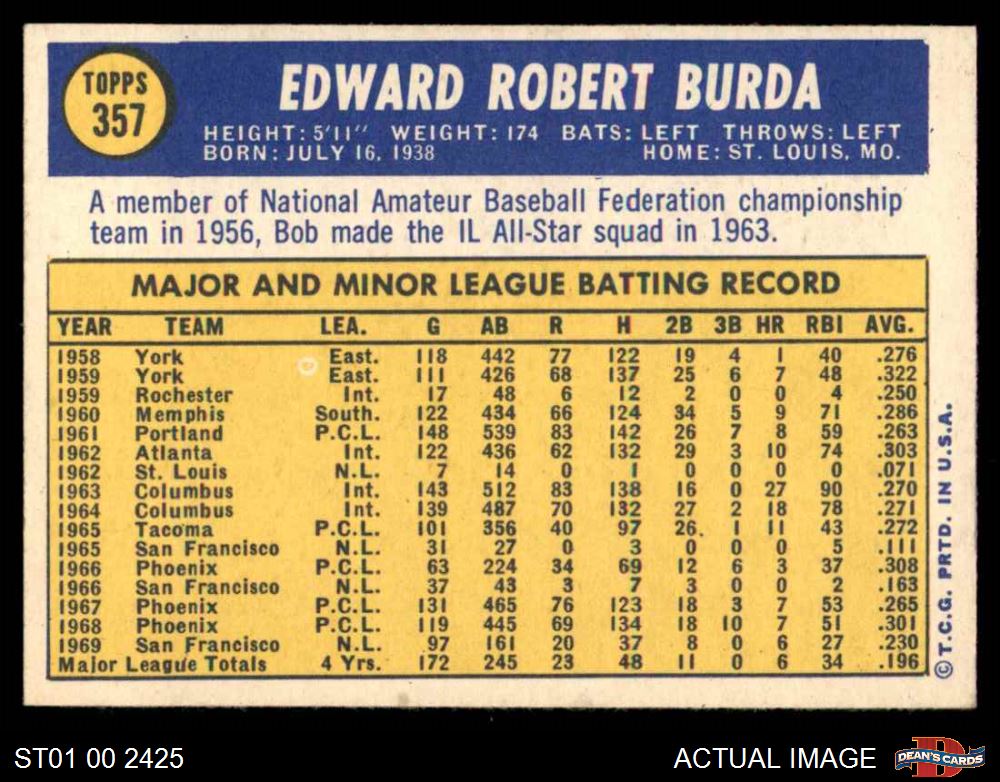 TOPPS
357
EDWARD ROBERT BURDA
HEIGHT: 5'11" WEIGHT: 174 BATS: LEFT THROWS: LEFT
BORN: JULY 16, 1938 HOME: ST. LOUIS, MO.
A member of National Amateur Baseball Federation championship
team in 1956, Bob made the IL All-Star squad in 1963.
MAJOR AND MINOR LEAGUE BATTING RECORD
YEAR TEAM LEA. G AB R H 2B 3B HR RBI AVG.
1958 York East. 118 442 77 122 19 4 1 40 .276
1959 York East. 111 426 68 137 25 6 7 48 .322
1959 Rochester Int. 17 48 6 12 2 0 0 4 .250
1960 Memphis South. 122 434 66 124 34 5 9 71 .286
1961 Portland P.C.L. 148 539 83 142 26 7 8 59 .263
1962 Atlanta Int. 122 436 62 132 29 3 10 74 .303
1962 St. Louis N.L. 7 14 0 1 0 0 0 0 .071
1963 Columbus Int. 143 512 83 138 16 0 27 90 .270
1964 Columbus Int. 139 487 70 132 27 2 18 78 .271
1965 Tacoma P.C.L. 101 356 40 97 26. 1 11 43 .272
1965 San Francisco N.L. 31 27 0 3 0 0 0 5 .111
1966 Phoenix P.C.L. 63 224 34 69 12 6 3 37 .308
1966 San Francisco N.L. 37 43 3 7 3 0 0 2 .163
1967 Phoenix P.C.L. 131 465 76 123 18 3 7 53 .265
1968 Phoenix P.C.L. 119 445 69 134 18 10 7 51 .301
1969 San Francisco N.L. 97 161 20 37 8 0 6 27 .230
Major League Totals 4 Yrs. 172 245 23 48 11 0 6 34 .196
© T.C.G. PRTD. IN U.S.A.
ST01 00 2425
ACTUAL IMAGE
D
DEAN'S CARDS